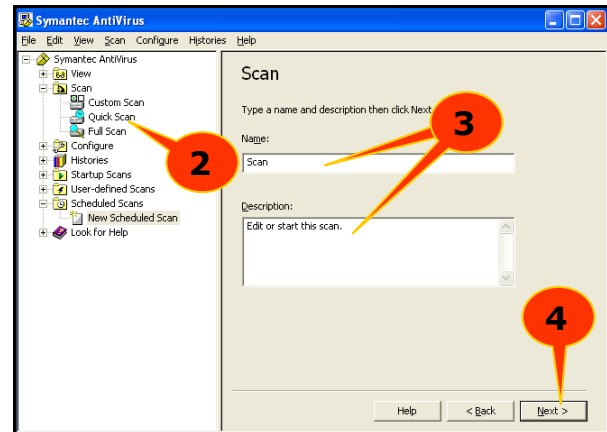 Symantec AntiVirus
File Edit View Scan Configure Histories Help
Symantec AntiVirus
View
Scan
Custom Scan
Quick Scan
Full Scan
Configure
Histories
Startup Scans
User-defined Scans
Scheduled Scans
New Scheduled Scan
Look for Help
2
Scan
Type a name and description then click Next
3
Name:
Scan
Description:
Edit or start this scan.
4
Help
< Back
Next >